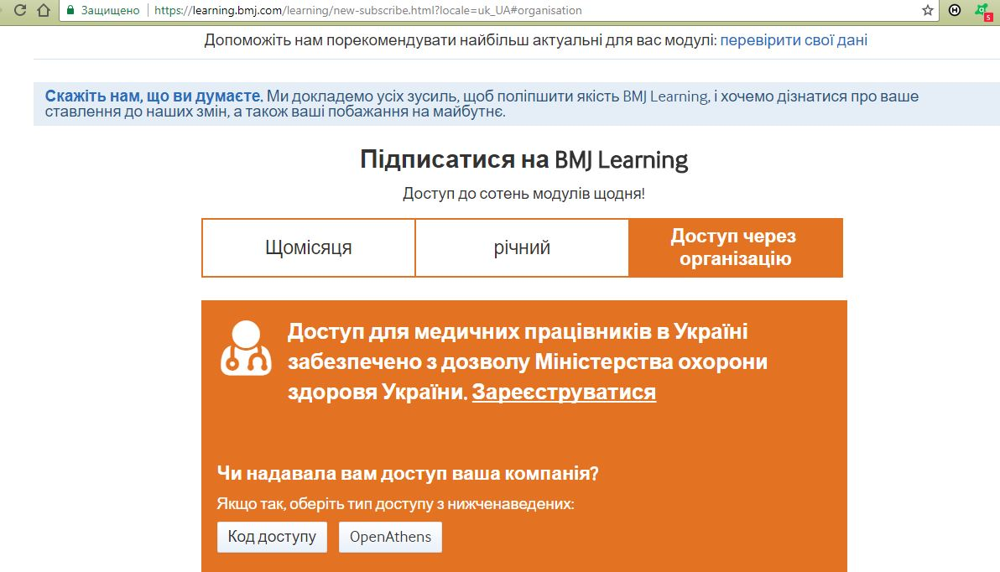 Защищено
https://learning.bmj.com/learning/new-subscribe.html?locale=uk_UA#organisation
H
5
Допоможіть нам порекомендувати найбільш актуальні для вас модулі: перевірити свої дані
Скажіть нам, що ви думаєте. Ми докладемо усіх зусиль, щоб поліпшити якість BMJ Learning, і хочемо дізнатися про ваше
ставлення до наших змін, а також ваші побажання на майбутнє.
Підписатися на BMJ Learning
Доступ до сотень модулів щодня!
Щомісяця
річний
Доступ через
організацію
Доступ для медичних працівників в Україні
забезпечено з дозволу Міністерства охорони
здоровя України. Зареєструватися
Чи надавала вам доступ ваша компанія?
Якщо так, оберіть тип доступу з нижченаведених:
Код доступу
OpenAthens